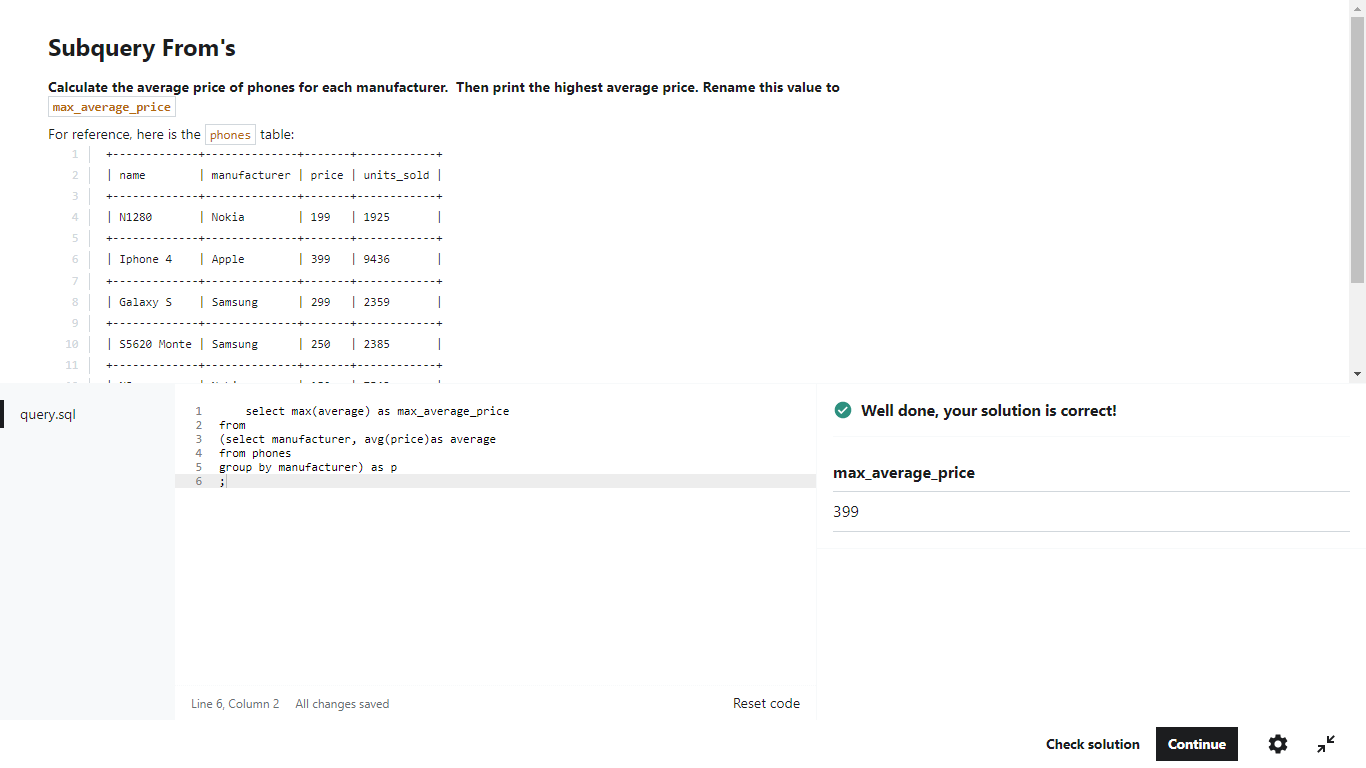 Subquery From's
Calculate the average price of phones for each manufacturer.  Then print the highest average price. Rename this value to
max_average_price
For reference, here is the phones table:
1 +-------------+--------------+-------+------------+
2 | name        | manufacturer | price | units_sold |
3 +-------------+--------------+-------+------------+
4 | N1280       | Nokia        | 199   | 1925       |
5 +-------------+--------------+-------+------------+
6 | Iphone 4    | Apple        | 399   | 9436       |
7 +-------------+--------------+-------+------------+
8 | Galaxy S    | Samsung      | 299   | 2359       |
9 +-------------+--------------+-------+------------+
10 | S5620 Monte | Samsung      | 250   | 2385       |
11 +-------------+--------------+-------+------------+
query.sql
1     select max(average) as max_average_price
2 from
3 (select manufacturer, avg(price)as average
4 from phones
5 group by manufacturer) as p
6 ;
Line 6, Column 2 All changes saved
Reset code
Well done, your solution is correct!
max_average_price
399
Check solution
Continue